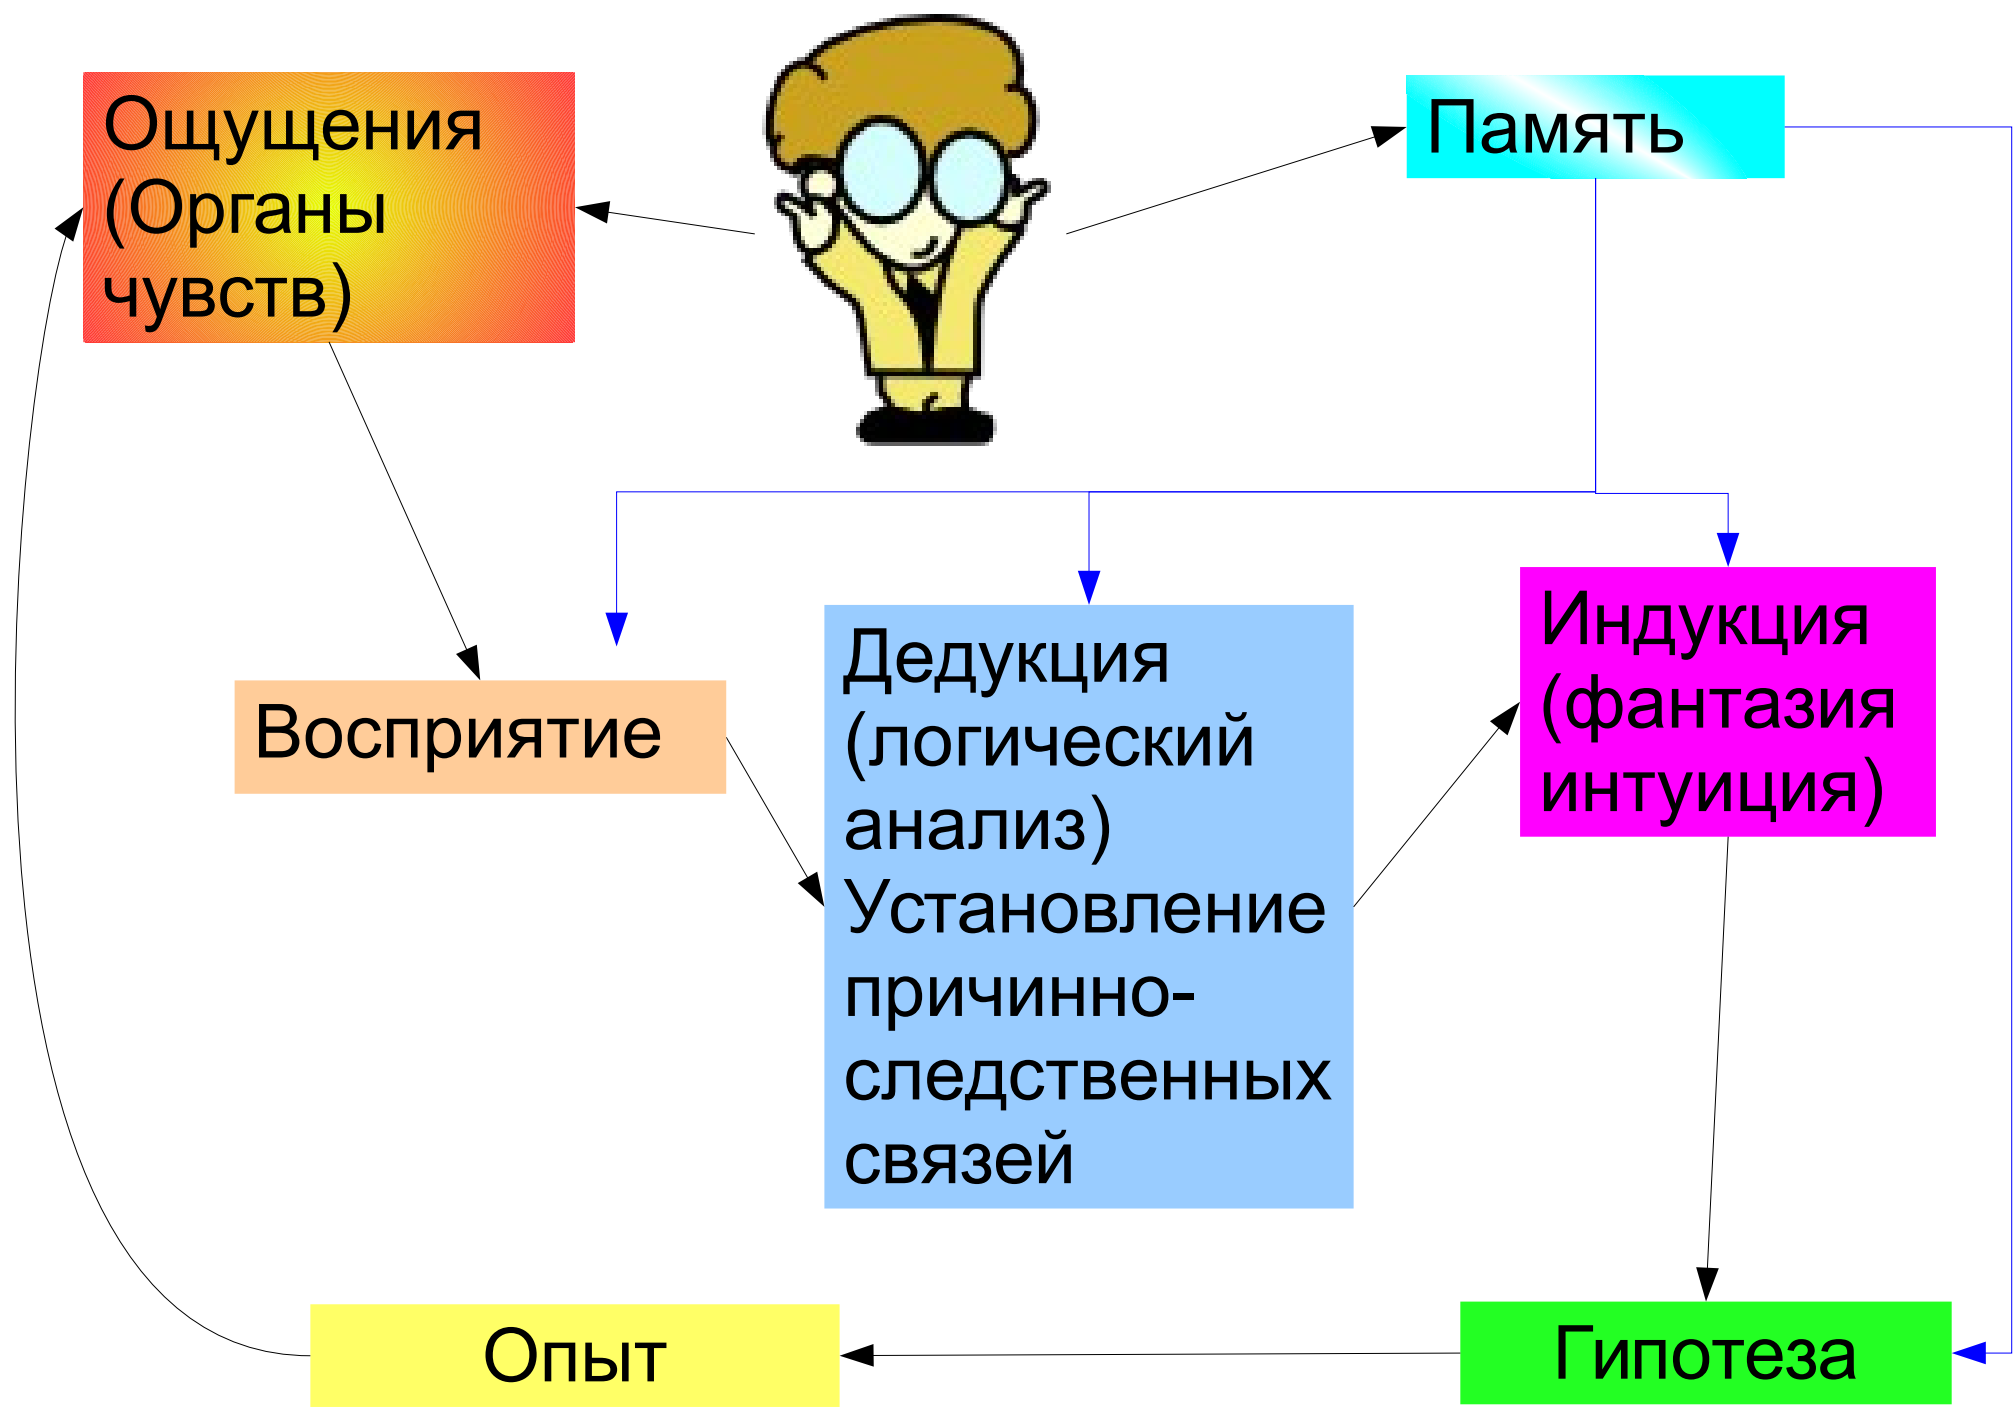 Ощущения
(Органы
чувств)
Память
Восприятие
Дедукция
(логический
анализ)
Установление
причинно-
следственных
связей
Индукция
(фантазия
интуиция)
Опыт
Гипотеза